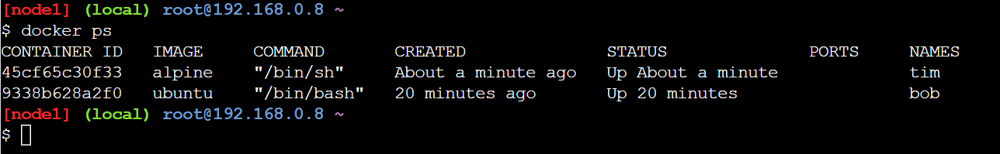 [node1] (local) root@192.168.0.8 ~
$ docker ps
CONTAINER ID   IMAGE     COMMAND       CREATED              STATUS              PORTS     NAMES
45cf65c30f33   alpine    "/bin/sh"     About a minute ago   Up About a minute             tim
9338b628a2f0   ubuntu    "/bin/bash"   20 minutes ago       Up 20 minutes                 bob
[node1] (local) root@192.168.0.8 ~
$